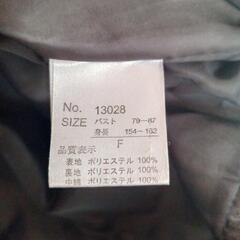 No. 13028
SIZE バスト 79-87
身長 154-162
F
品質表示
表地 ポリエステル 100%
裏地 ポリエステル 100%
中綿 ポリエステル 100%